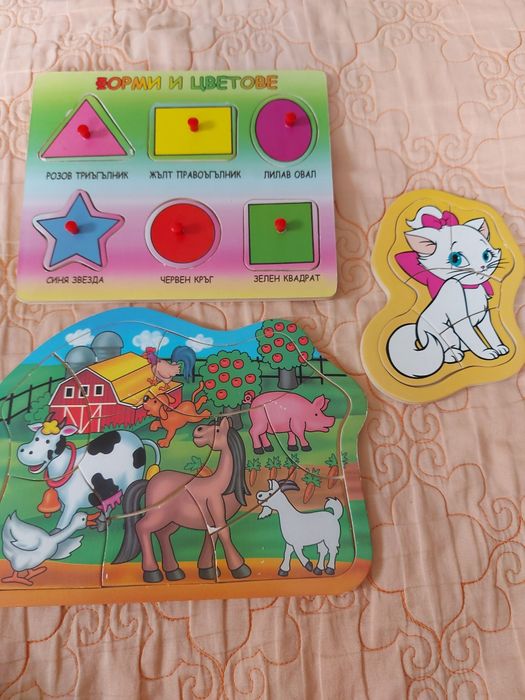 ФОРМИ И ЦВЕТОВЕ
РОЗОВ ТРИЪГЪЛНИК ЖЪЛТ ПРАВОЪГЪЛНИК ЛИЛАВ ОВАЛ
СИНЯ ЗВЕЗДА ЧЕРВЕН КРЪГ ЗЕЛЕН КВАДРАТ